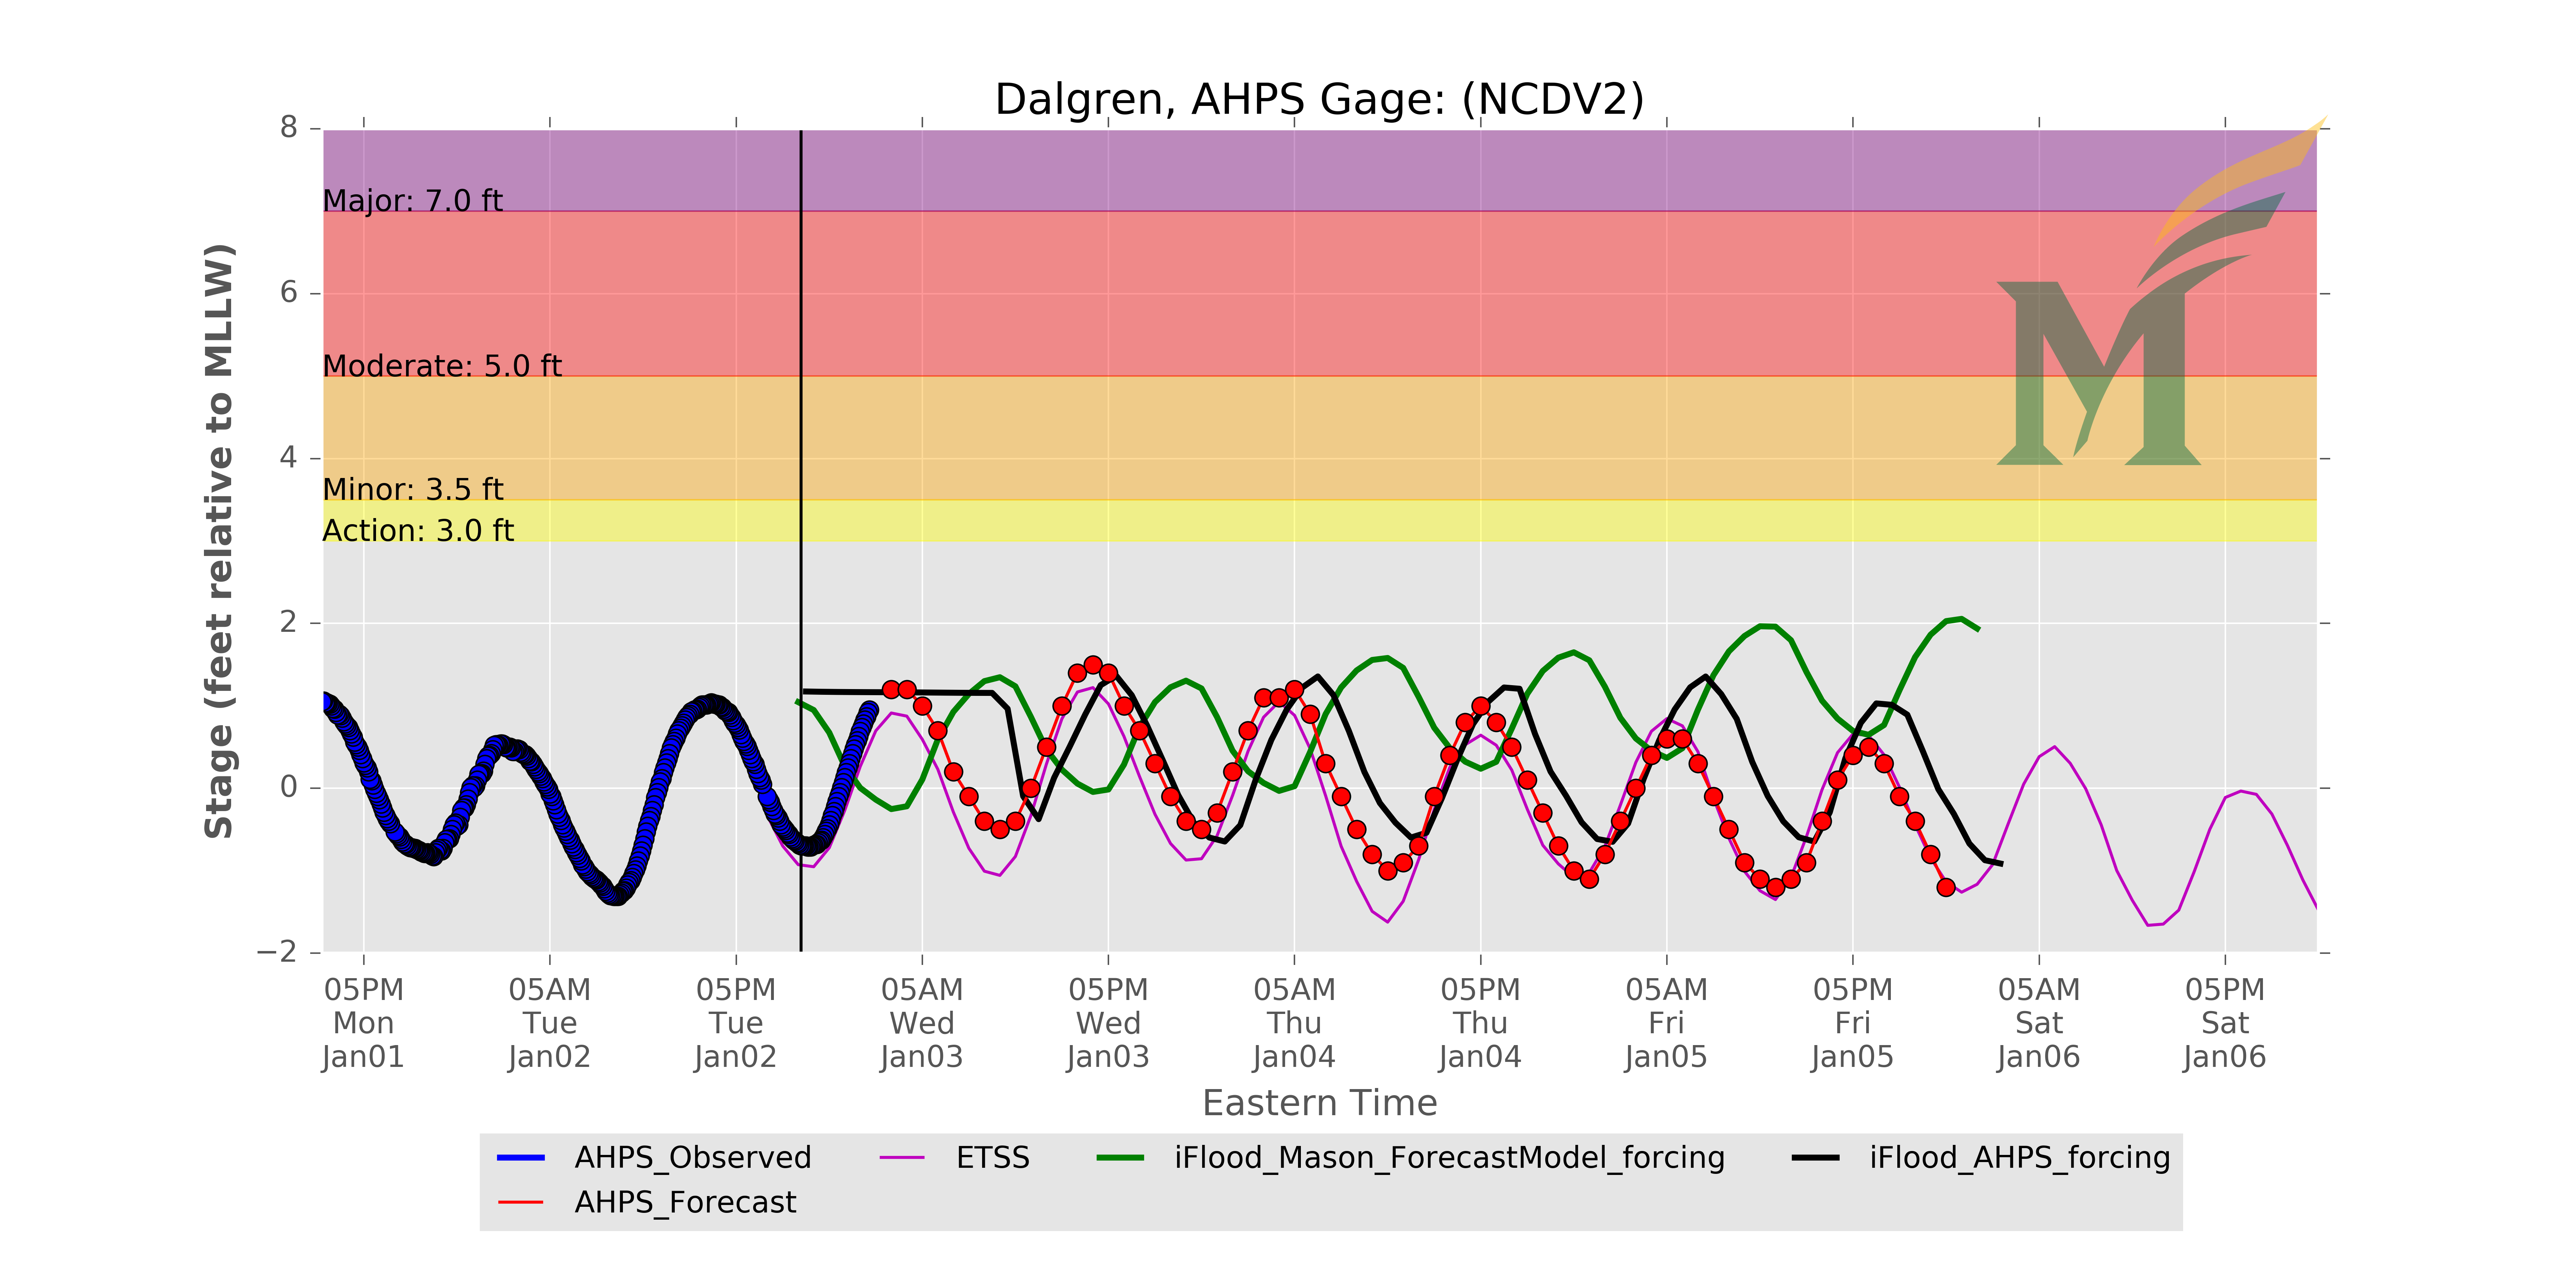 Dalgren, AHPS Gage: (NCDV2)
Stage (feet relative to MLLW)
8
6
4
2
0
−2
Major: 7.0 ft
Moderate: 5.0 ft
Minor: 3.5 ft
Action: 3.0 ft
M
05PM 05AM 05PM 05AM 05PM 05AM 05PM 05AM 05PM 05AM 05PM
Mon Tue Tue Wed Wed Thu Thu Fri Fri Sat Sat
Jan01 Jan02 Jan02 Jan03 Jan03 Jan04 Jan04 Jan05 Jan05 Jan06 Jan06
Eastern Time
AHPS_Observed ETSS iFlood_Mason_ForecastModel_forcing iFlood_AHPS_forcing
AHPS_Forecast